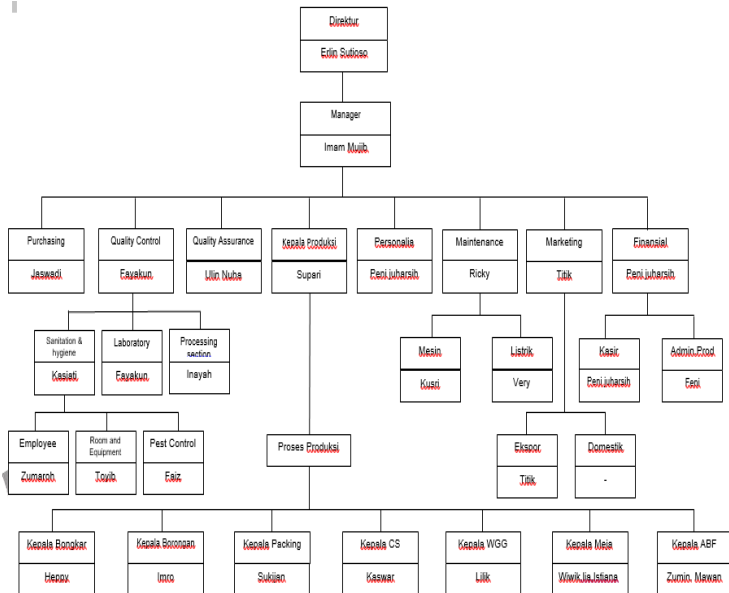 Direktur
Erlin Sutioso
Manager
Imam Mujib
Purchasing
Jaswadi
Quality Control
Fayakun
Quality Assurance
Ulin Nuha
Kepala Produksi
Supari
Personalia
Peni juharsih
Maintenance
Ricky
Marketing
Titik
Finansial
Peni juharsih
Sanitation &
hygiene
Kasiati
Laboratory
Fayakun
Processing
section
Inayah
Mesin
Kusri
Listrik
Very
Kasir
Peni juharsih
Admin Prod
Feni
Employee
Zumaroh
Room and
Equipment
Toyib
Pest Control
Faiz
Proses Produksi
Ekspor
Titik
Domestik
-
Kepala Bongkar
Heppy
Kepala Borongan
Imro
Kepala Packing
Sukijan
Kepala CS
Kaswar
Kepala WGG
Lilik
Kepala Meja
Wiwik,Iia,Istiana
Kepala ABF
Zumin, Mawan